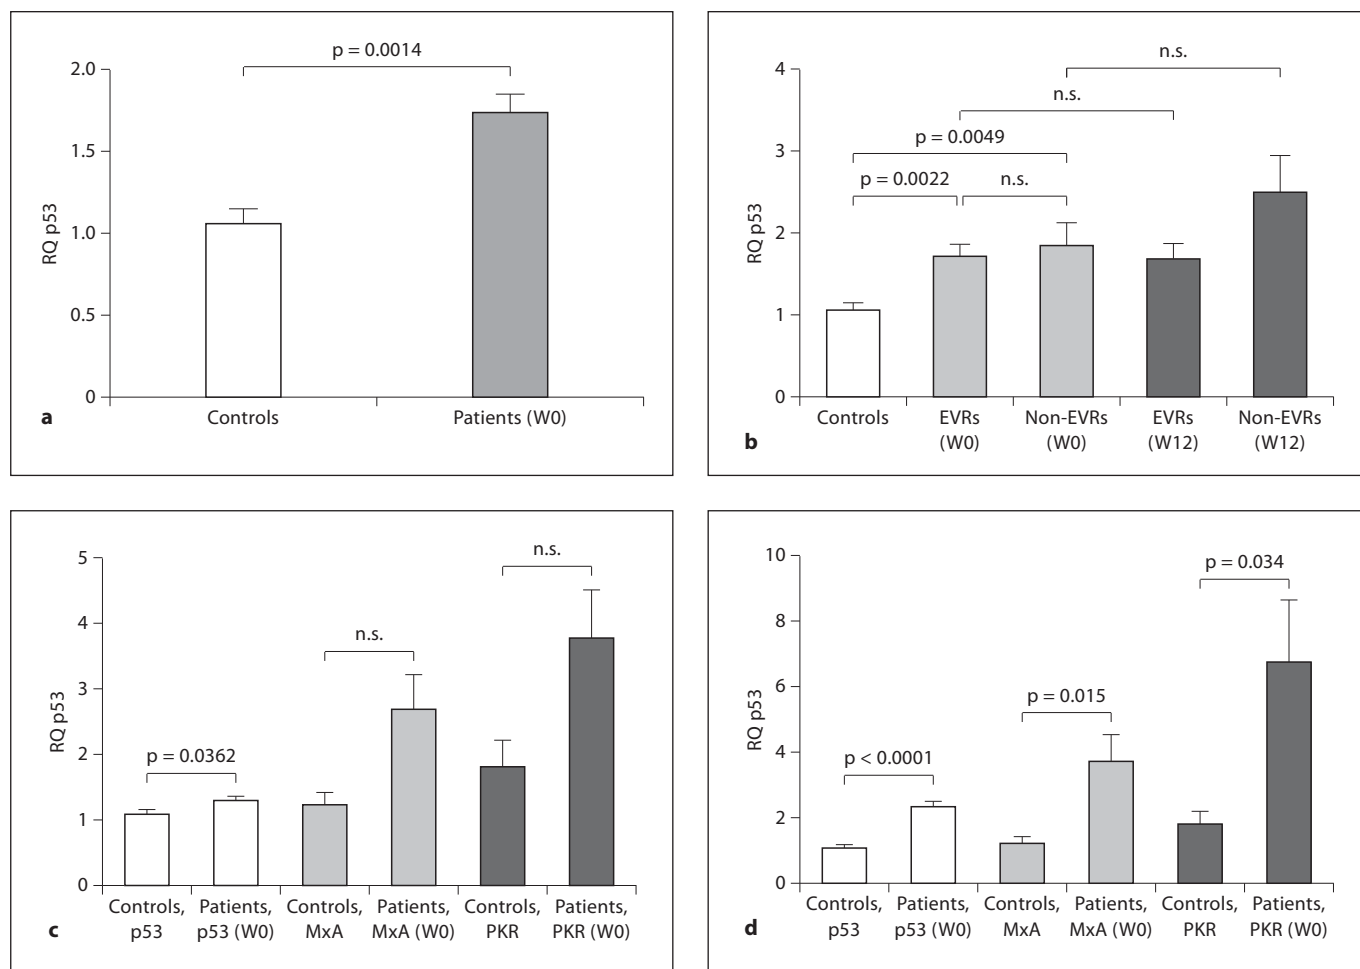 p = 0.0014
2.0
1.5
1.0
0.5
0
RQ p53
Controls
Patients (W0)
a
n.s.
n.s.
p = 0.0049
p = 0.0022
n.s.
4
3
2
1
0
RQ p53
Controls
EVRs
(W0)
Non-EVRs
(W0)
EVRs
(W12)
Non-EVRs
(W12)
b
n.s.
n.s.
p = 0.0362
5
4
3
2
1
0
RQ p53
Controls,
p53
Patients,
p53 (W0)
Controls,
MxA
Patients,
MxA (W0)
Controls,
PKR
Patients,
PKR (W0)
c
p = 0.034
p = 0.015
p < 0.0001
10
8
6
4
2
0
RQ p53
Controls,
p53
Patients,
p53 (W0)
Controls,
MxA
Patients,
MxA (W0)
Controls,
PKR
Patients,
PKR (W0)
d